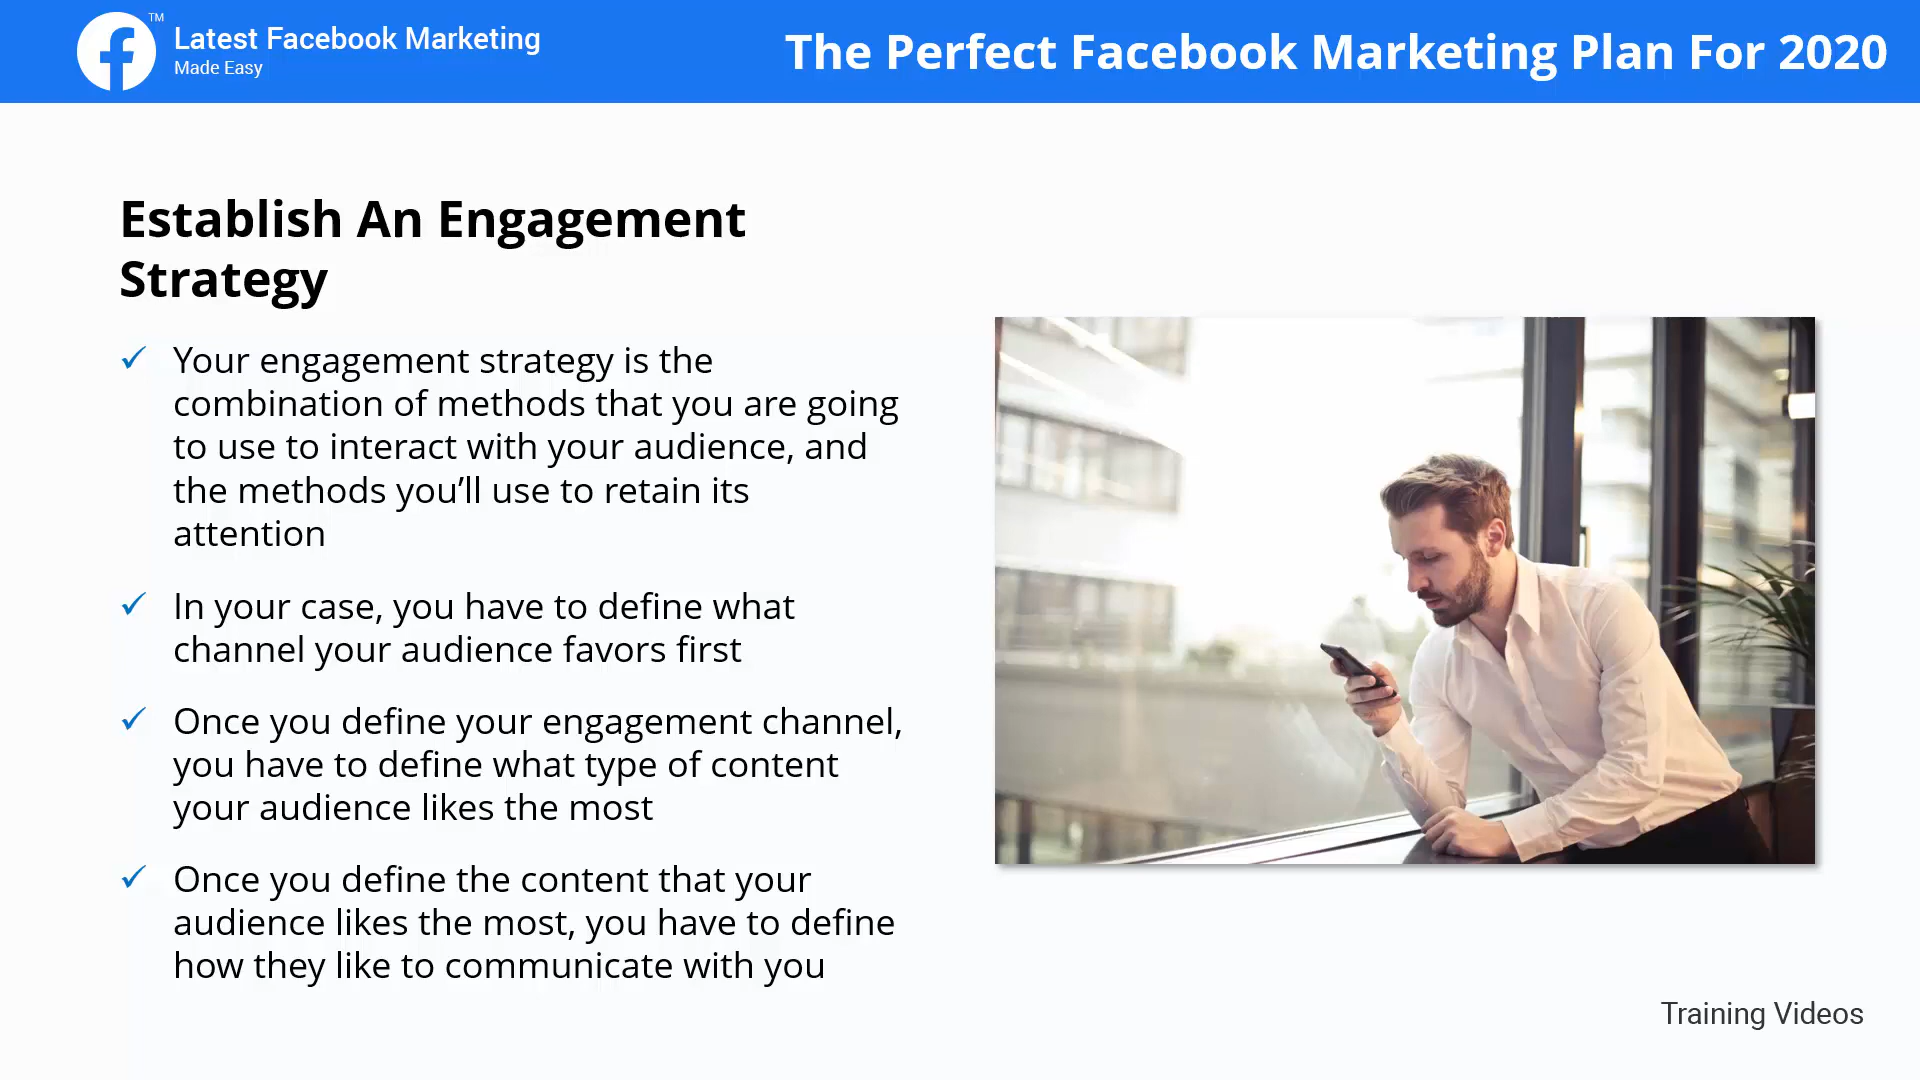 Latest Facebook Marketing
TM
Made Easy
The Perfect Facebook Marketing Plan For 2020
Establish An Engagement
Strategy
Your engagement strategy is the
combination of methods that you are going
to use to interact with your audience, and
the methods you’ll use to retain its
attention
In your case, you have to define what
channel your audience favors first
Once you define your engagement channel,
you have to define what type of content
your audience likes the most
Once you define the content that your
audience likes the most, you have to define
how they like to communicate with you
Training Videos